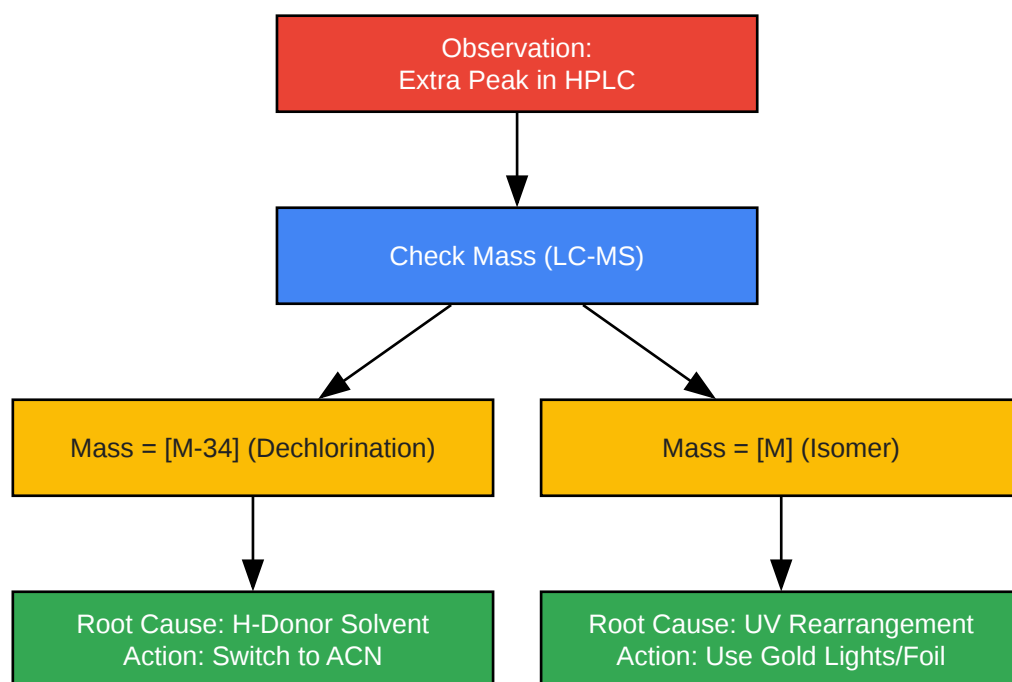 Observation:
Extra Peak in HPLC
Check Mass (LC-MS)
Mass = [M-34] (Dechlorination)
Mass = [M] (Isomer)
Root Cause: H-Donor Solvent
Action: Switch to ACN
Root Cause: UV Rearrangement
Action: Use Gold Lights/Foil